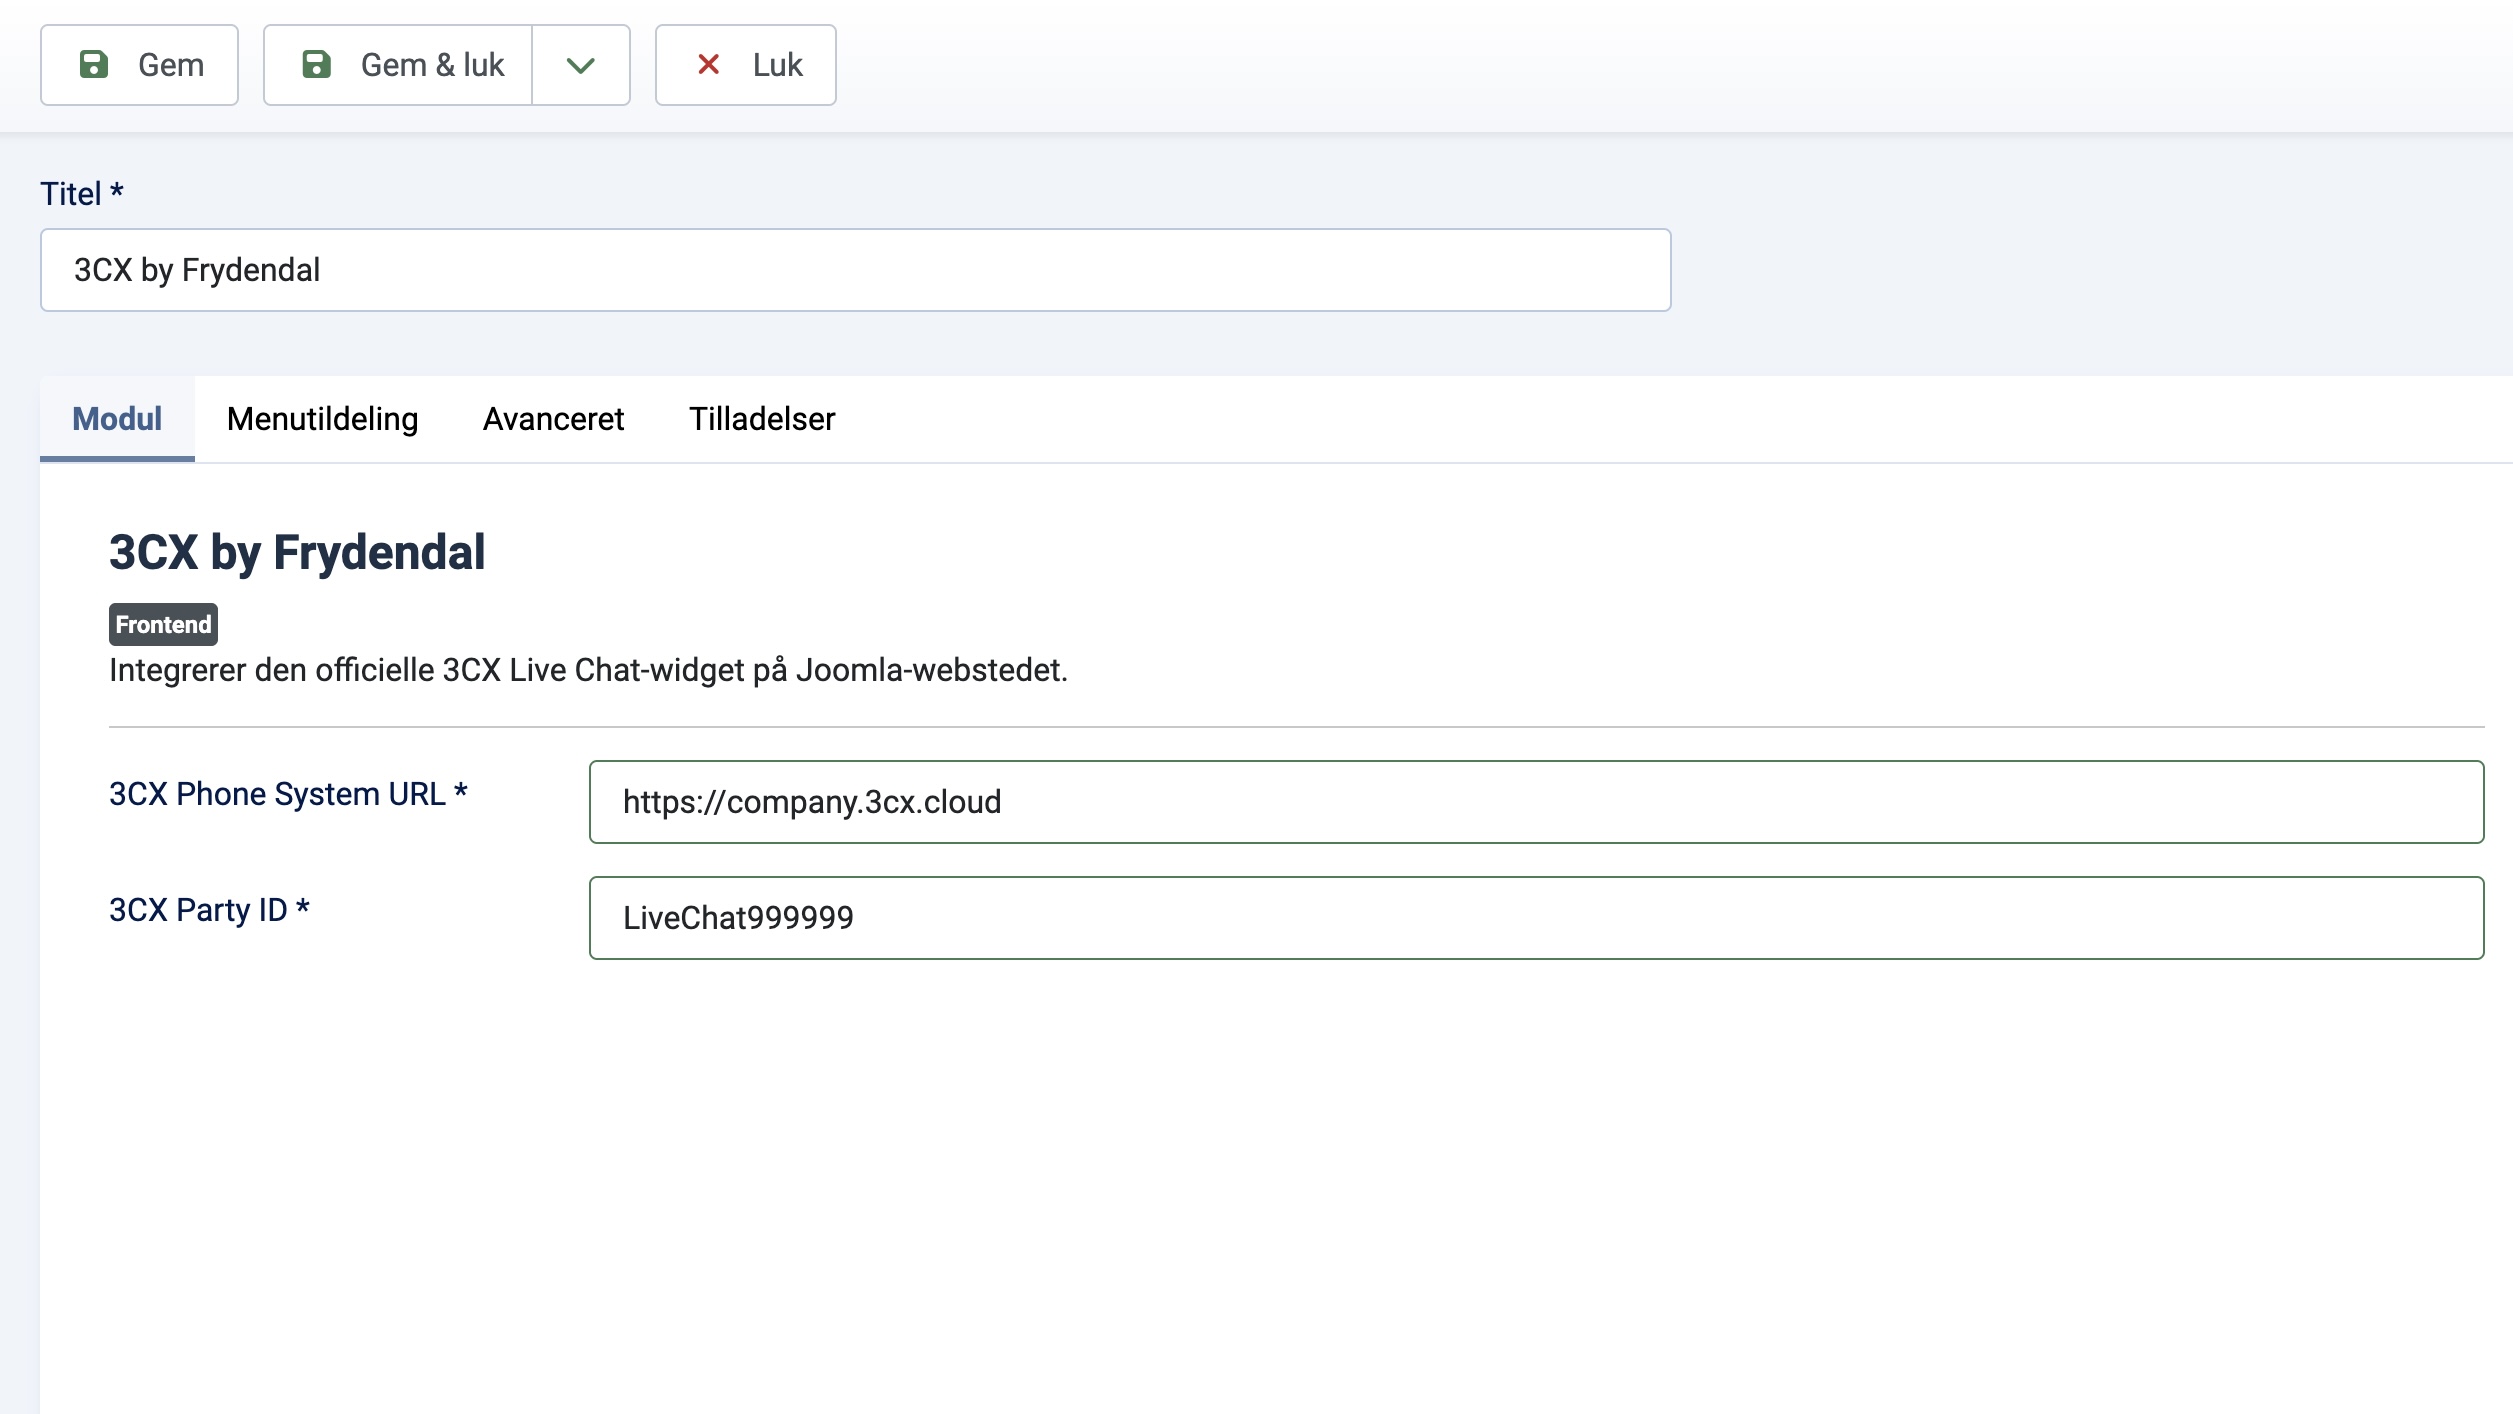 Gem
Gem & luk
Luk
Titel *
3CX by Frydendal
Modul
Menutildeling
Avanceret
Tilladelser
3CX by Frydendal
Frontend
Integrerer den officielle 3CX Live Chat-widget på Joomla-webstedet.
3CX Phone System URL *
https://company.3cx.cloud
3CX Party ID *
LiveChat999999